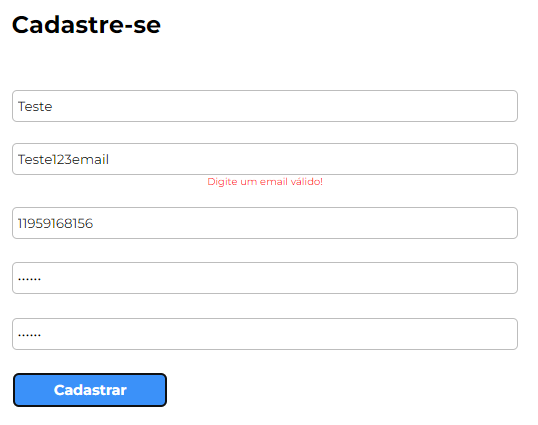 Cadastre-se
Teste
Teste123email
Digite um email válido!
11959168156
······
······
Cadastrar